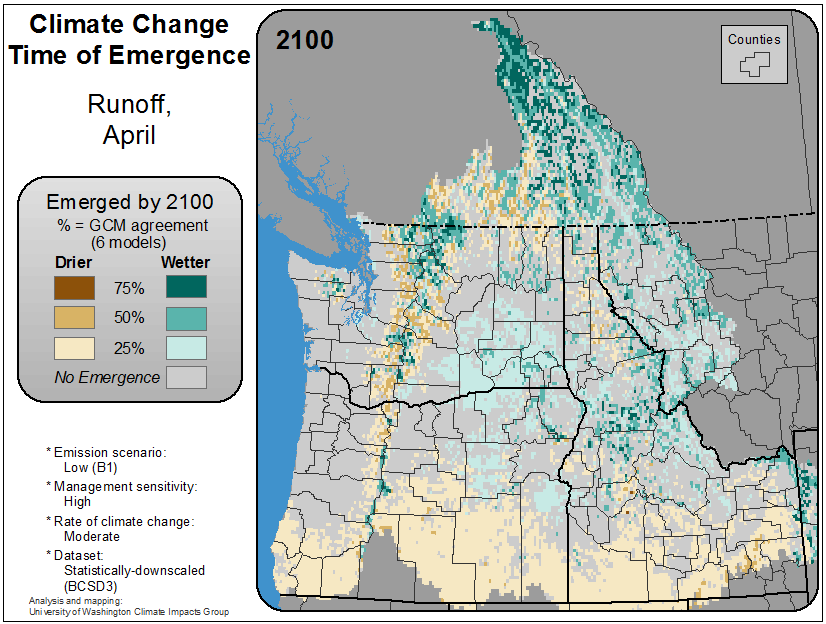 Climate Change
Time of Emergence
Runoff,
April
Emerged by 2100
% = GCM agreement
(6 models)
Drier Wetter
75%
50%
25%
No Emergence
* Emission scenario:
Low (B1)
* Management sensitivity:
High
* Rate of climate change:
Moderate
* Dataset:
Statistically-downscaled
(BCSD3)
Analysis and mapping:
University of Washington Climate Impacts Group
2100
Counties